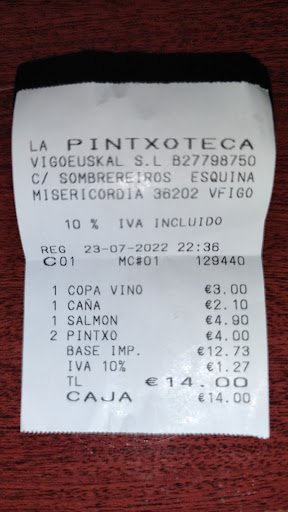 LA PINTXOTECA
VIGOEUSKAL S.L B27798750
C/ SOMBREREIROS ESQUINA
MISERICORDIA 36202 VFIGO
10 % IVA INCLUIDO
REG 23-07-2022 22:36
C01 MC#01 129440
1 COPA VINO €3.00
1 CAÑA €2.10
1 SALMON €4.90
2 PINTXO €4.00
BASE IMP. €12.73
IVA 10% €1.27
TL €14.00
CAJA €14.00